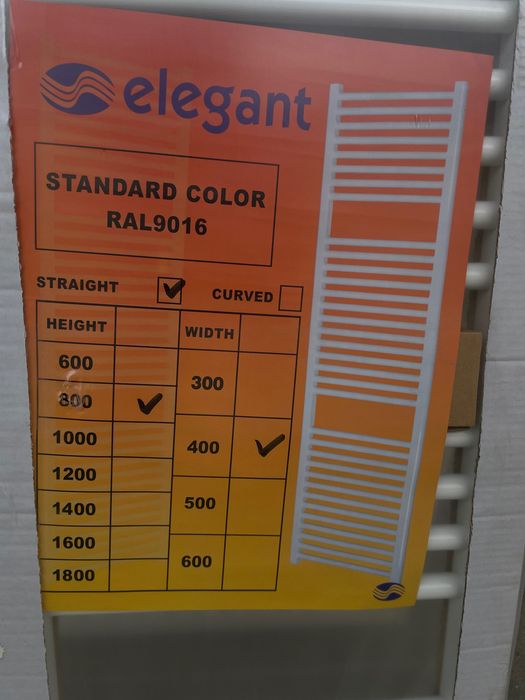 elegant
STANDARD COLOR
RAL9016
STRAIGHT ✔ CURVED
HEIGHT WIDTH
600
300
800 ✔
1000
400 ✔
1200
500
1400
1600
600
1800